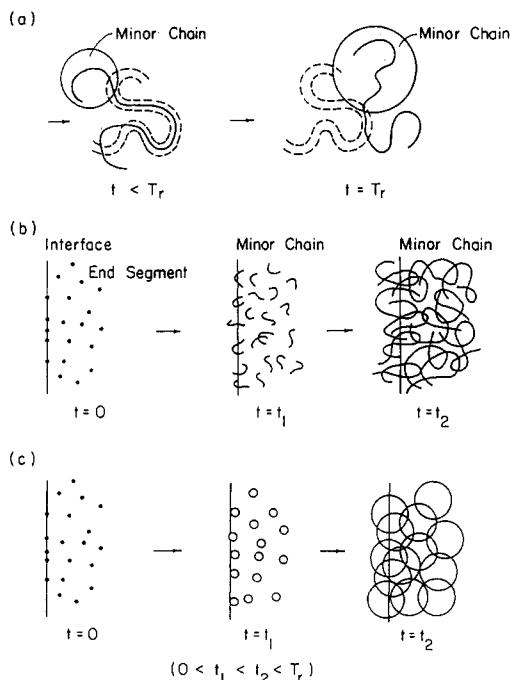 (a)
Minor Chain
Minor Chain
t < Tr
t = Tr
(b)
Interface
End Segment
Minor Chain
Minor Chain
t = 0
t = t1
t = t2
(c)
t = 0
t = t1
t = t2
(0 < t1 < t2 < Tr)